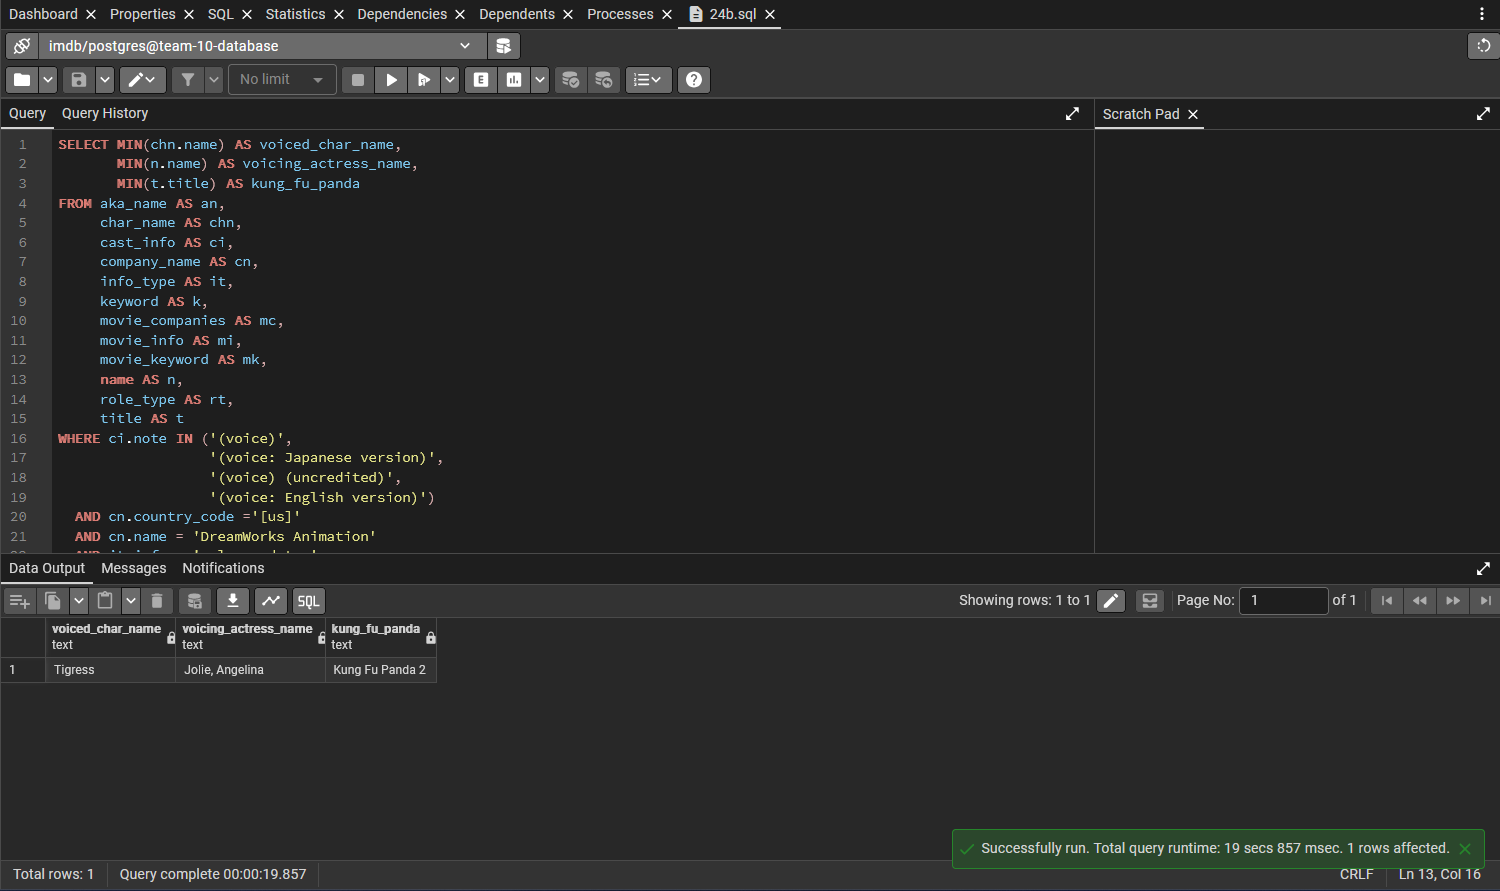 Dashboard Properties SQL Statistics Dependencies Dependents Processes 24b.sql
imdb/postgres@team-10-database
No limit E
Query Query History Scratch Pad
1 SELECT MIN(chn.name) AS voiced_char_name,
2 MIN(n.name) AS voicing_actress_name,
3 MIN(t.title) AS kung_fu_panda
4 FROM aka_name AS an,
5 char_name AS chn,
6 cast_info AS ci,
7 company_name AS cn,
8 info_type AS it,
9 keyword AS k,
10 movie_companies AS mc,
11 movie_info AS mi,
12 movie_keyword AS mk,
13 name AS n,
14 role_type AS rt,
15 title AS t
16 WHERE ci.note IN ('(voice)',
17 '(voice: Japanese version)',
18 '(voice) (uncredited)',
19 '(voice: English version)')
20 AND cn.country_code ='[us]'
21 AND cn.name = 'DreamWorks Animation'
Data Output Messages Notifications
SQL Showing rows: 1 to 1 Page No: 1 of 1
voiced_char_name voicing_actress_name kung_fu_panda
text text text
1 Tigress Jolie, Angelina Kung Fu Panda 2
Successfully run. Total query runtime: 19 secs 857 msec. 1 rows affected.
Total rows: 1 Query complete 00:00:19.857 CRLF Ln 13, Col 16